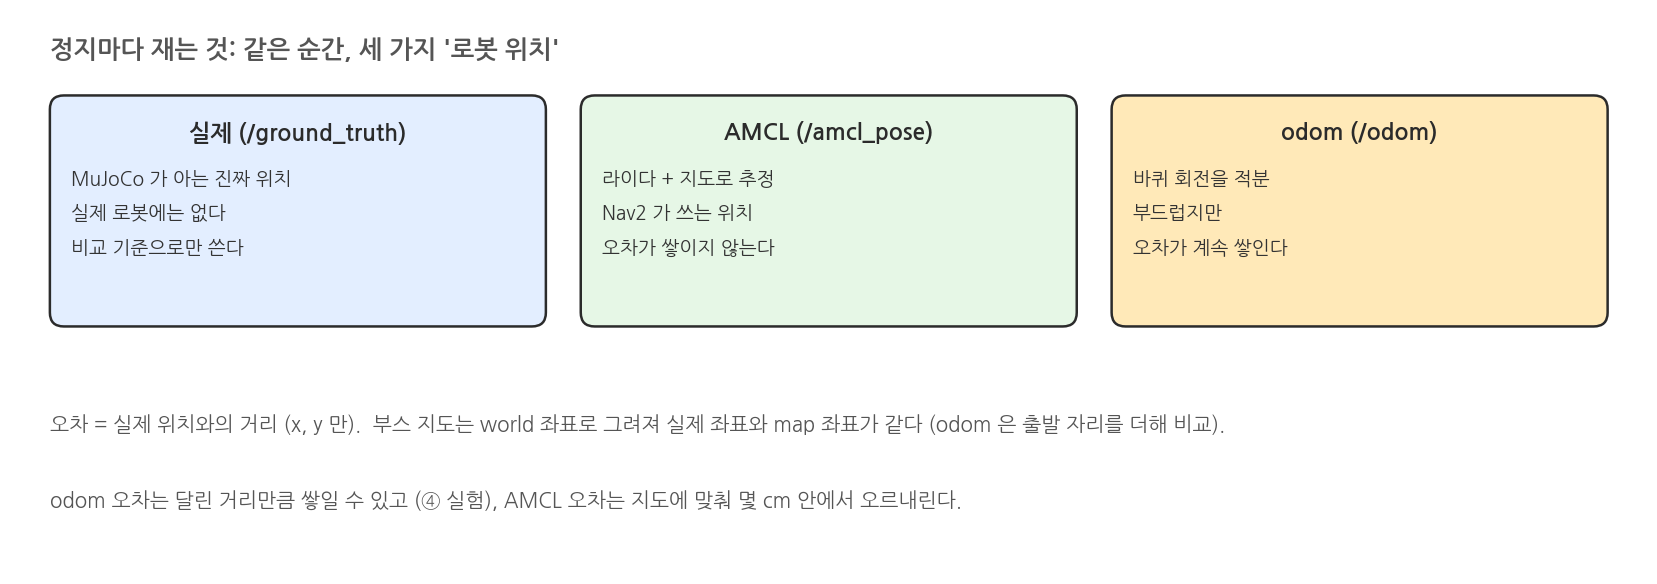 정지마다 재는 것: 같은 순간, 세 가지 '로봇 위치'
실제 (/ground_truth)
MuJoCo 가 아는 진짜 위치
실제 로봇에는 없다
비교 기준으로만 쓴다
AMCL (/amcl_pose)
라이다 + 지도로 추정
Nav2 가 쓰는 위치
오차가 쌓이지 않는다
odom (/odom)
바퀴 회전을 적분
부드럽지만
오차가 계속 쌓인다
오차 = 실제 위치와의 거리 (x, y 만).  부스 지도는 world 좌표로 그려져 실제 좌표와 map 좌표가 같다 (odom 은 출발 자리를 더해 비교).
odom 오차는 달린 거리만큼 쌓일 수 있고 (④ 실험), AMCL 오차는 지도에 맞춰 몇 cm 안에서 오르내린다.